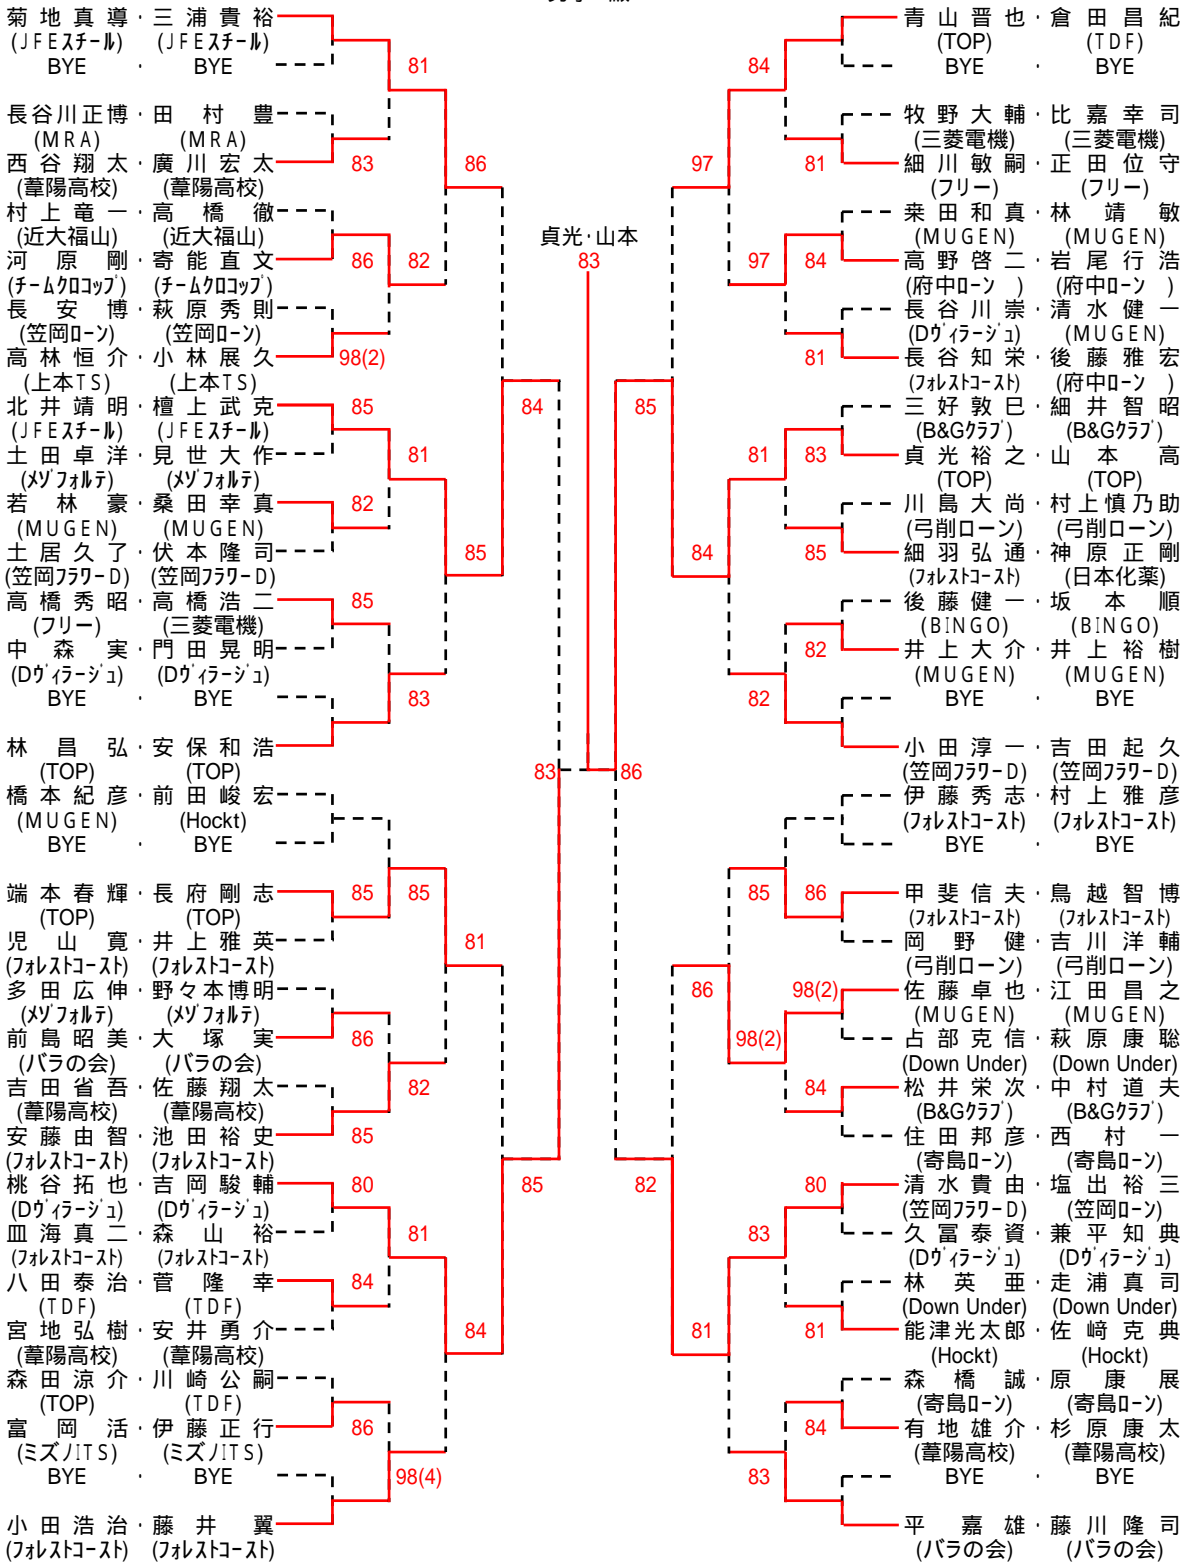 菊地真導・三浦貴裕
(JFEスチール) (JFEスチール)
BYE ・ BYE
81
長谷川正博・田村豊
(MRA) (MRA)
西谷翔太・廣川宏太
83
86
(葦陽高校) (葦陽高校)
村上竜一・高橋徹
(近大福山) (近大福山)
河原剛・寄能直文
86
82
(チームクロコップ) (チームクロコップ)
長安博・萩原秀則
(笠岡ローン) (笠岡ローン)
高林恒介・小林展久
98(2)
(上本TS) (上本TS)
北井靖明・檀上武克
85
84
(JFEスチール) (JFEスチール)
土田卓洋・見世大作
81
(メゾフォルテ) (メゾフォルテ)
若林豪・桑田幸真
82
(MUGEN) (MUGEN)
土居久了・伏本隆司
85
(笠岡フラワーD) (笠岡フラワーD)
高橋秀昭・高橋浩二
85
(フリー) (三菱電機)
中森実・門田晃明
(Dヴィラージュ) (Dヴィラージュ)
BYE ・ BYE
83
林昌弘・安保和浩
(TOP) (TOP)
83
橋本紀彦・前田峻宏
(MUGEN) (Hockt)
BYE ・ BYE
端本春輝・長府剛志
85
85
(TOP) (TOP)
児山寛・井上雅英
81
(フォレストコースト) (フォレストコースト)
多田広伸・野々本博明
(メゾフォルテ) (メゾフォルテ)
前島昭美・大塚実
86
(バラの会) (バラの会)
吉田省吾・佐藤翔太
82
(葦陽高校) (葦陽高校)
安藤由智・池田裕史
85
(フォレストコースト) (フォレストコースト)
桃谷拓也・吉岡駿輔
80
85
(Dヴィラージュ) (Dヴィラージュ)
皿海真二・森山裕
81
(フォレストコースト) (フォレストコースト)
八田泰治・菅隆幸
84
(TDF) (TDF)
宮地弘樹・安井勇介
84
(葦陽高校) (葦陽高校)
森田涼介・川崎公嗣
(TOP) (TDF)
富岡活・伊藤正行
86
(ミズノITS) (ミズノITS)
BYE ・ BYE
98(4)
小田浩治・藤井翼
(フォレストコースト) (フォレストコースト)
貞光・山本
83
青山晋也・倉田昌紀
(TOP) (TDF)
84
BYE ・ BYE
牧野大輔・比嘉幸司
(三菱電機) (三菱電機)
97
81
細川敏嗣・正田位守
(フリー) (フリー)
桒田和真・林靖敏
(MUGEN) (MUGEN)
97
84
高野啓二・岩尾行浩
(府中ローン ) (府中ローン )
長谷川崇・清水健一
(Dヴィラージュ) (MUGEN)
81
長谷知栄・後藤雅宏
(フォレストコースト) (府中ローン )
85
三好敦巳・細井智昭
(B&Gクラブ) (B&Gクラブ)
81
83
貞光裕之・山本高
(TOP) (TOP)
川島大尚・村上慎乃助
(弓削ローン) (弓削ローン)
84
85
細羽弘通・神原正剛
(フォレストコースト) (日本化薬)
後藤健一・坂本順
(BINGO) (BINGO)
82
井上大介・井上裕樹
(MUGEN) (MUGEN)
82
BYE ・ BYE
小田淳一・吉田起久
86
(笠岡フラワーD) (笠岡フラワーD)
伊藤秀志・村上雅彦
(フォレストコースト) (フォレストコースト)
BYE ・ BYE
85
86
甲斐信夫・鳥越智博
(フォレストコースト) (フォレストコースト)
岡野健・吉川洋輔
(弓削ローン) (弓削ローン)
86
98(2)
佐藤卓也・江田昌之
(MUGEN) (MUGEN)
98(2)
占部克信・萩原康聡
(Down Under) (Down Under)
84
松井栄次・中村道夫
(B&Gクラブ) (B&Gクラブ)
住田邦彦・西村一
(寄島ローン) (寄島ローン)
82
80
清水貴由・塩出裕三
(笠岡フラワーD) (笠岡ローン)
83
久冨泰資・兼平知典
(Dヴィラージュ) (Dヴィラージュ)
林英亜・走浦真司
(Down Under) (Down Under)
81
81
能津光太郎・佐﨑克典
(Hockt) (Hockt)
森橋誠・原康展
(寄島ローン) (寄島ローン)
84
有地雄介・杉原康太
(葦陽高校) (葦陽高校)
83
BYE ・ BYE
平嘉雄・藤川隆司
(バラの会) (バラの会)